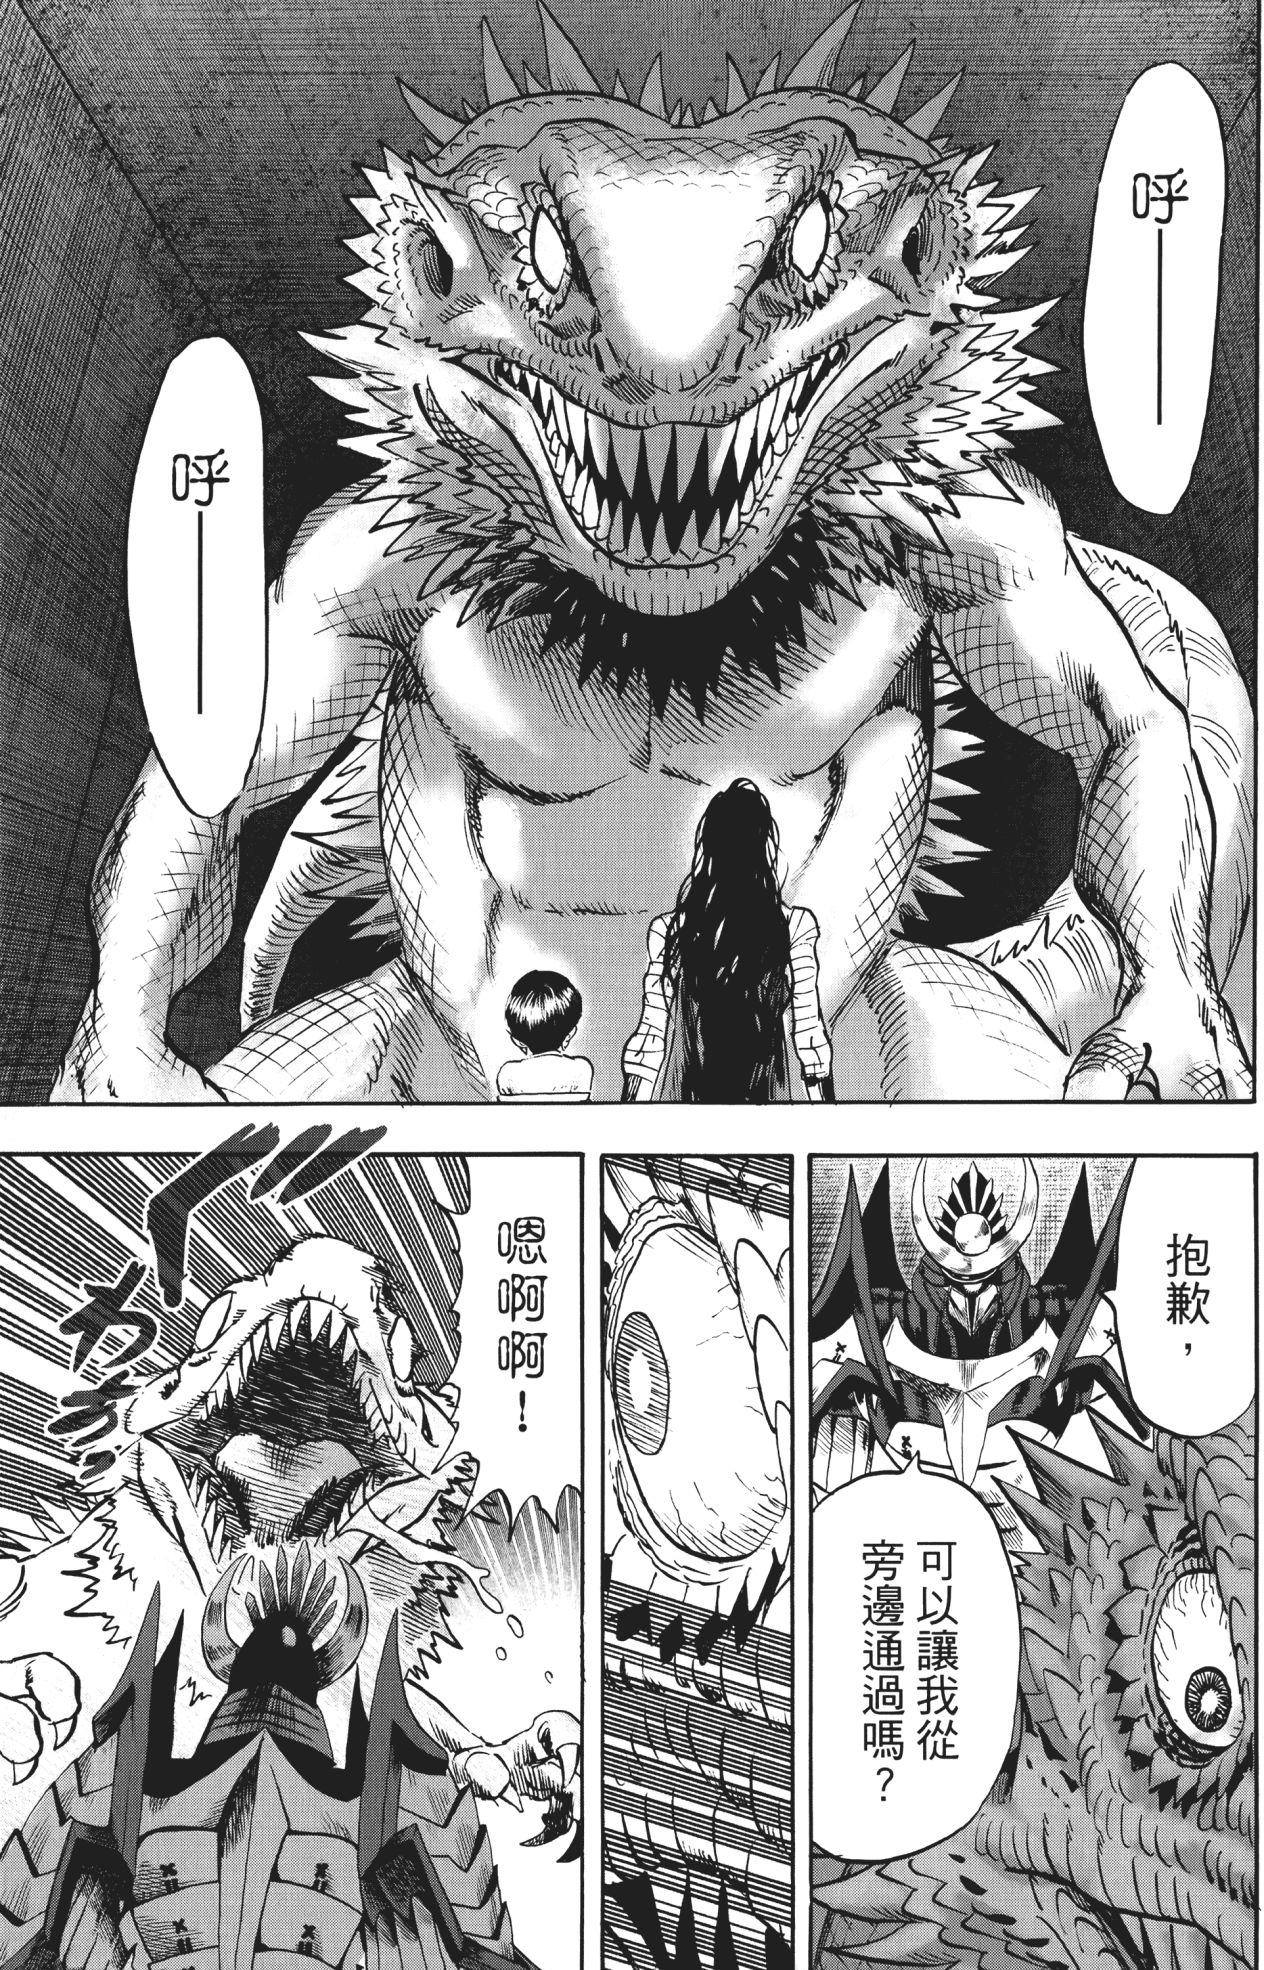 呼——
呼——
抱歉，
可以讓我從
旁邊通過嗎？
嗯啊啊！